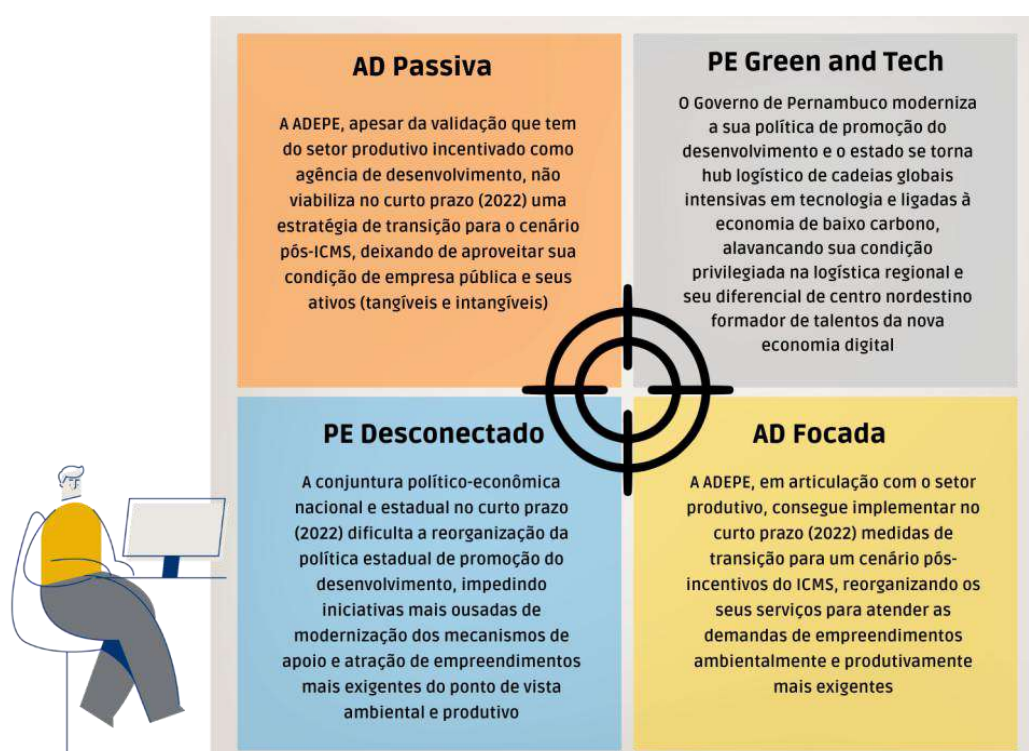 AD Passiva
A ADEPE, apesar da validação que tem
do setor produtivo incentivado como
agência de desenvolvimento, não
viabiliza no curto prazo (2022) uma
estratégia de transição para o cenário
pós-ICMS, deixando de aproveitar sua
condição de empresa pública e seus
ativos (tangíveis e intangíveis)
PE Green and Tech
O Governo de Pernambuco moderniza
a sua política de promoção do
desenvolvimento e o estado se torna
hub logístico de cadeias globais
intensivas em tecnologia e ligadas à
economia de baixo carbono,
alavancando sua condição
privilegiada na logística regional e
seu diferencial de centro nordestino
formador de talentos da nova
economia digital
PE Desconectado
A conjuntura político-econômica
nacional e estadual no curto prazo
(2022) dificulta a reorganização da
política estadual de promoção do
desenvolvimento, impedindo
iniciativas mais ousadas de
modernização dos mecanismos de
apoio e atração de empreendimentos
mais exigentes do ponto de vista
ambiental e produtivo
AD Focada
A ADEPE, em articulação com o setor
produtivo, consegue implementar no
curto prazo (2022) medidas de
transição para um cenário pós-
incentivos do ICMS, reorganizando os
seus serviços para atender as
demandas de empreendimentos
ambientalmente e produtivamente
mais exigentes